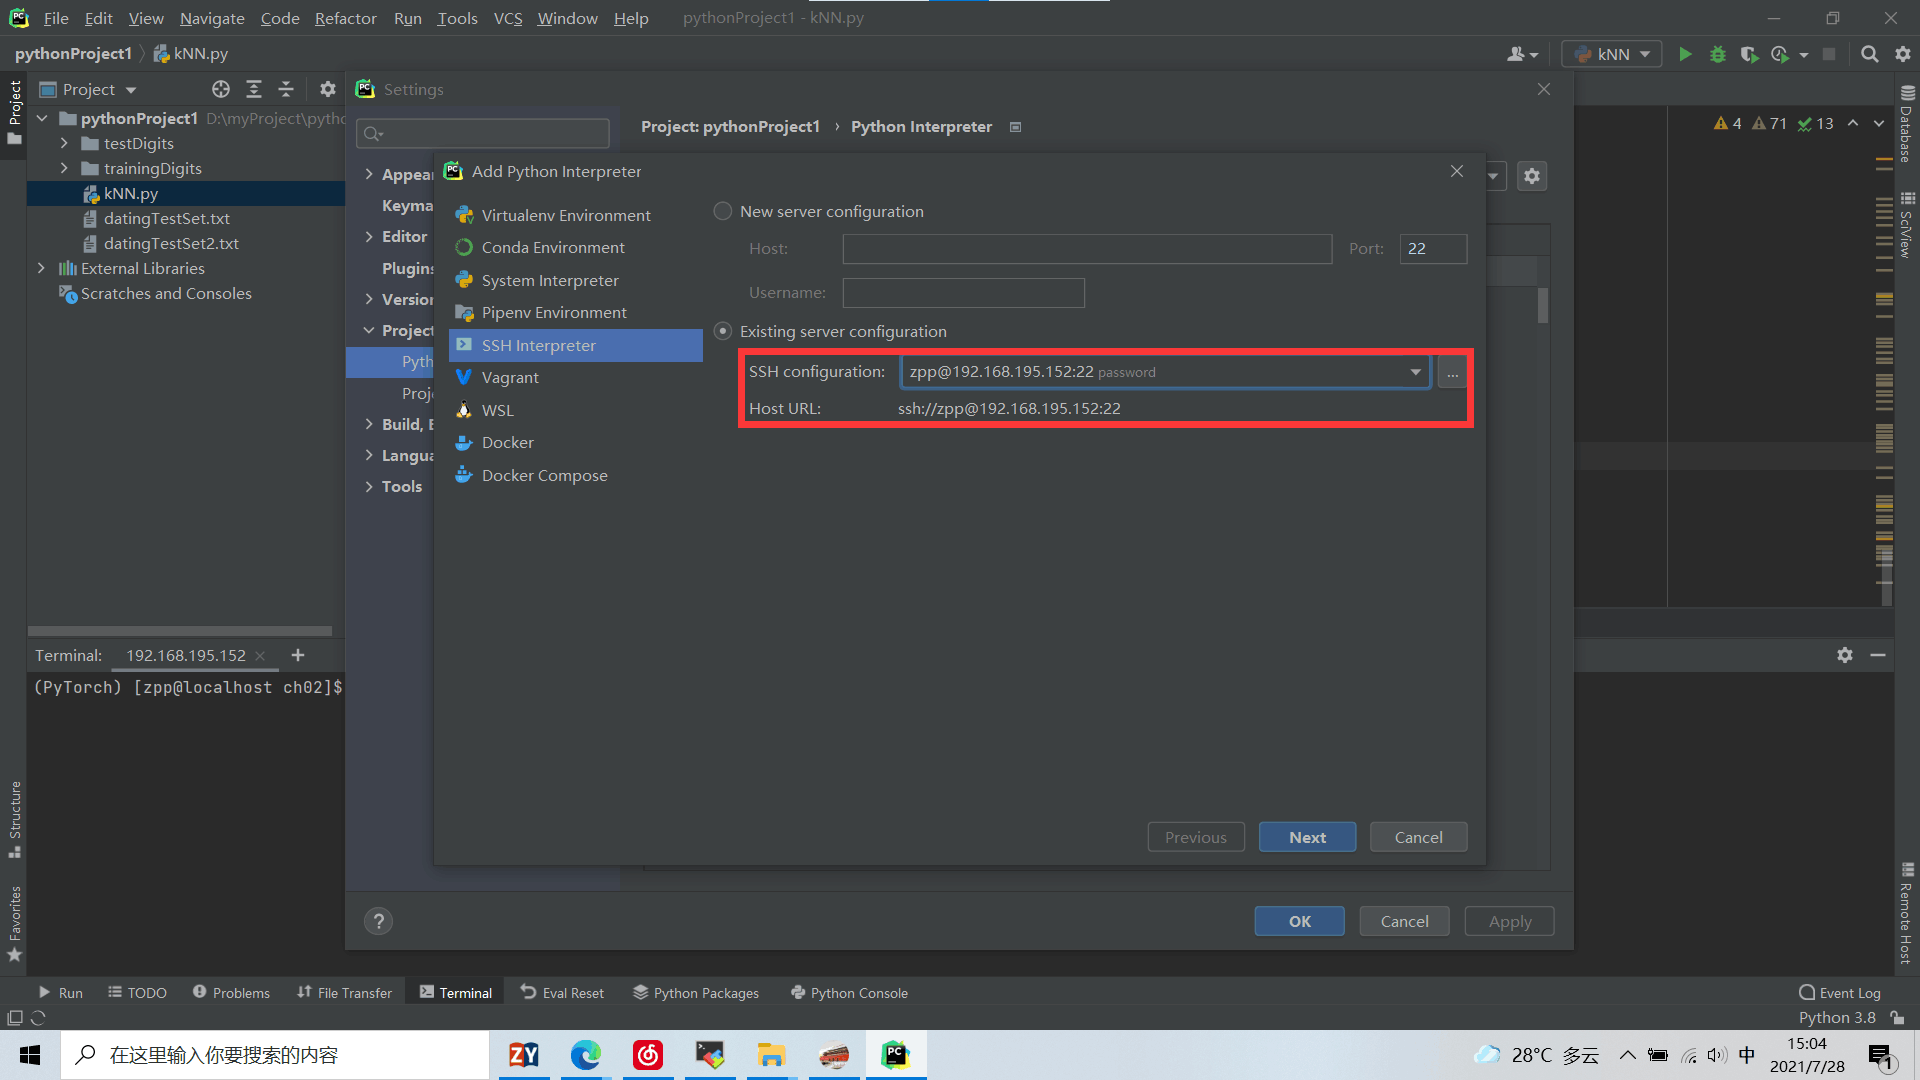 File Edit View Navigate Code Refactor Run Tools VCS Window Help pythonProject1 - kNN.py
pythonProject1 kNN.py
kNN
Project
Project
pythonProject1 D:\myProject\pytho
testDigits
trainingDigits
kNN.py
datingTestSet.txt
datingTestSet2.txt
External Libraries
Scratches and Consoles
Settings
Project: pythonProject1 › Python Interpreter
Appea
Keyma
Editor
Plugins
Version
Project
Pyth
Proj
Build, E
Langua
Tools
Add Python Interpreter
Virtualenv Environment
Conda Environment
System Interpreter
Pipenv Environment
SSH Interpreter
Vagrant
WSL
Docker
Docker Compose
New server configuration
Host:
Port: 22
Username:
Existing server configuration
SSH configuration: zpp@192.168.195.152:22 password ...
Host URL: ssh://zpp@192.168.195.152:22
Previous Next Cancel
? OK Cancel Apply
4 71 13
Database
SciView
Remote Host
Terminal: 192.168.195.152
(PyTorch) [zpp@localhost ch02]$
Structure
Favorites
Run TODO Problems File Transfer Terminal Eval Reset Python Packages Python Console Event Log
Python 3.8
在这里输入你要搜索的内容
ZY
28°C 多云 中
15:04
2021/7/28
1